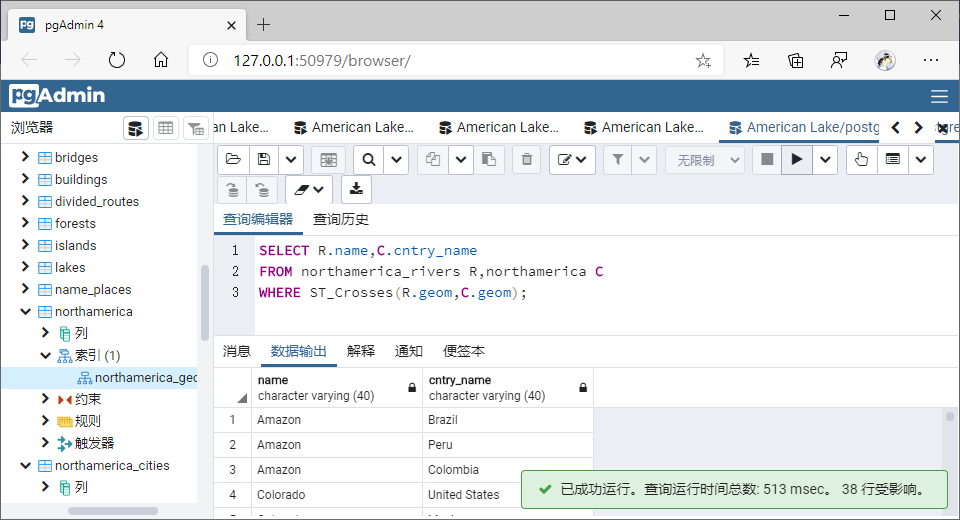 pgAdmin 4
127.0.0.1:50979/browser/
pgAdmin
浏览器
an Lake...
American Lake...
American Lake...
American Lake...
American Lake/postg
bridges
buildings
divided_routes
forests
islands
lakes
name_places
northamerica
列
索引 (1)
northamerica_geo
约束
规则
触发器
northamerica_cities
列
无限制
查询编辑器 查询历史
1 SELECT R.name,C.cntry_name
2 FROM northamerica_rivers R,northamerica C
3 WHERE ST_Crosses(R.geom,C.geom);
消息 数据输出 解释 通知 便签本
name cntry_name
character varying (40) character varying (40)
1 Amazon Brazil
2 Amazon Peru
3 Amazon Colombia
4 Colorado United States
已成功运行。查询运行时间总数: 513 msec。 38 行受影响。